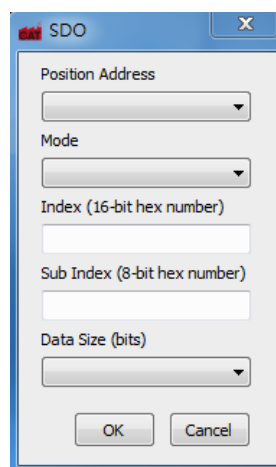 CAT SDO
Position Address
Mode
Index (16-bit hex number)
Sub Index (8-bit hex number)
Data Size (bits)
OK Cancel